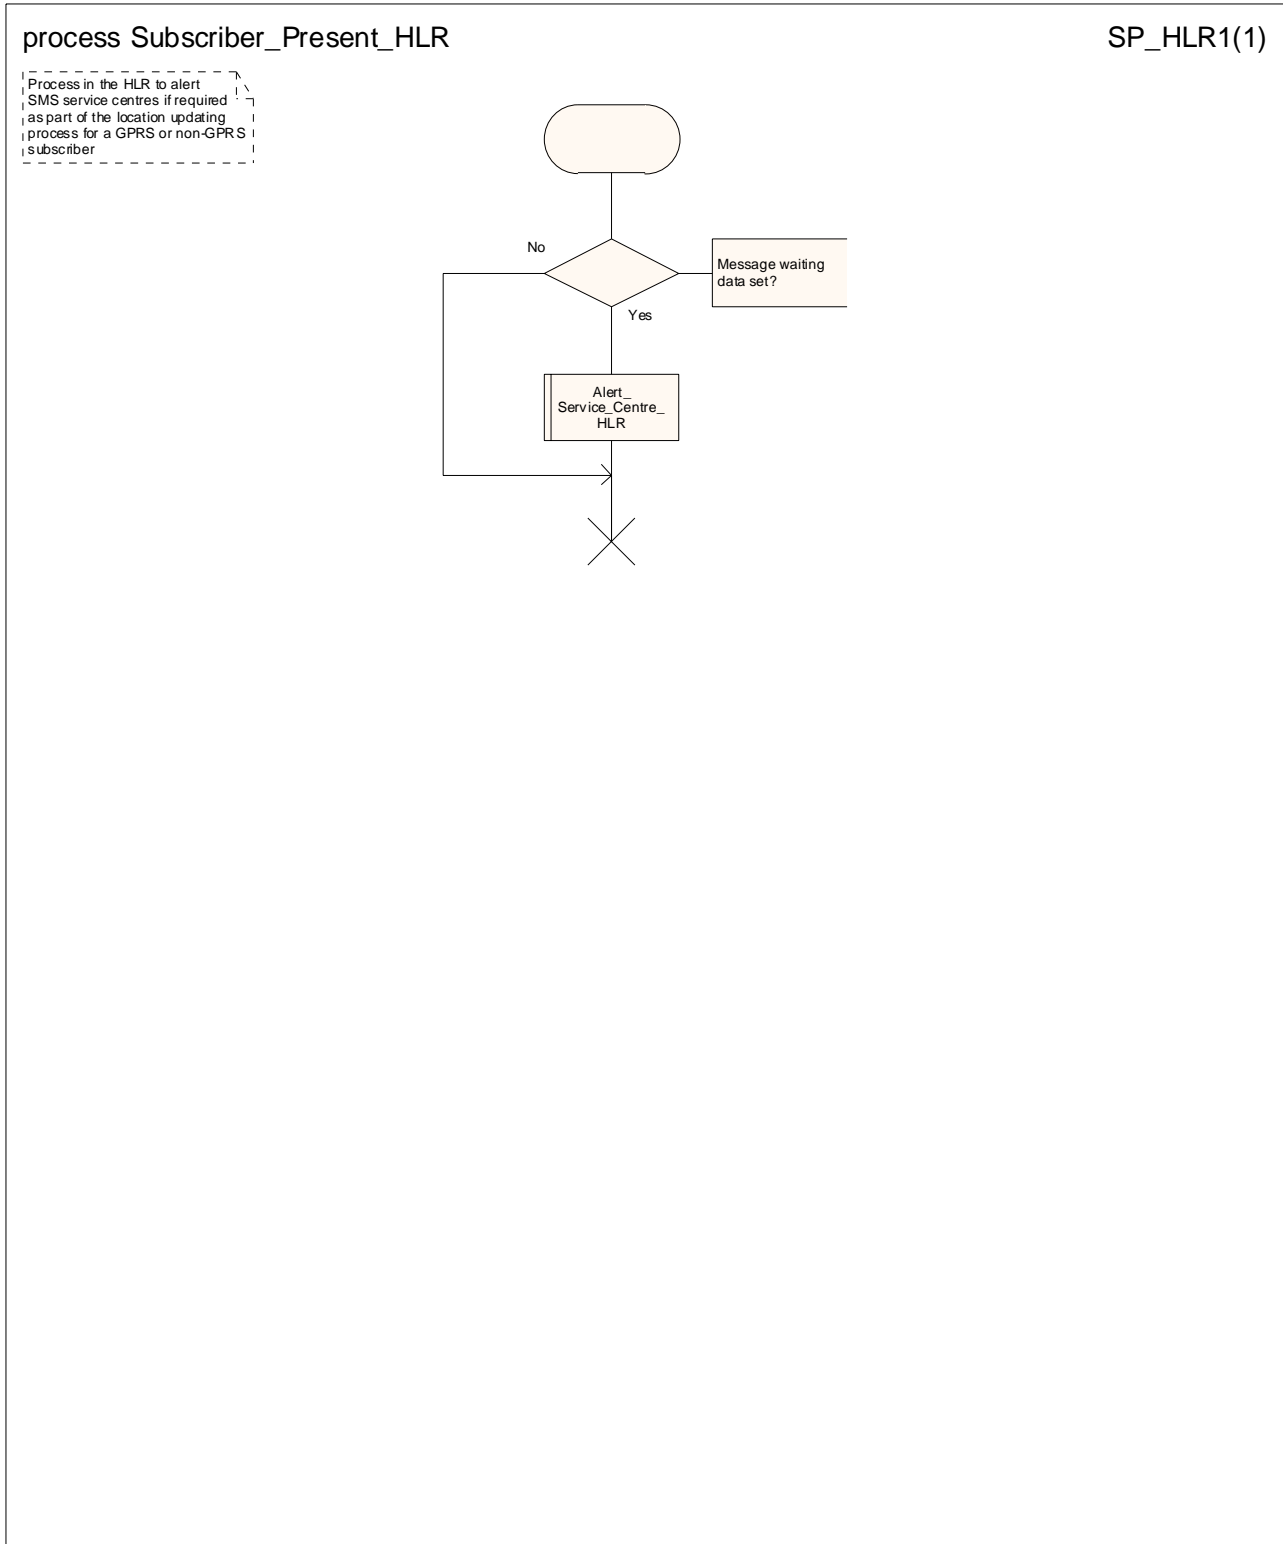 process Subscriber_Present_HLR
SP_HLR1(1)
Process in the HLR to alert
SMS service centres if required
as part of the location updating
process for a GPRS or non-GPRS
subscriber
No
Message waiting
data set?
Yes
Alert_
Service_Centre_
HLR